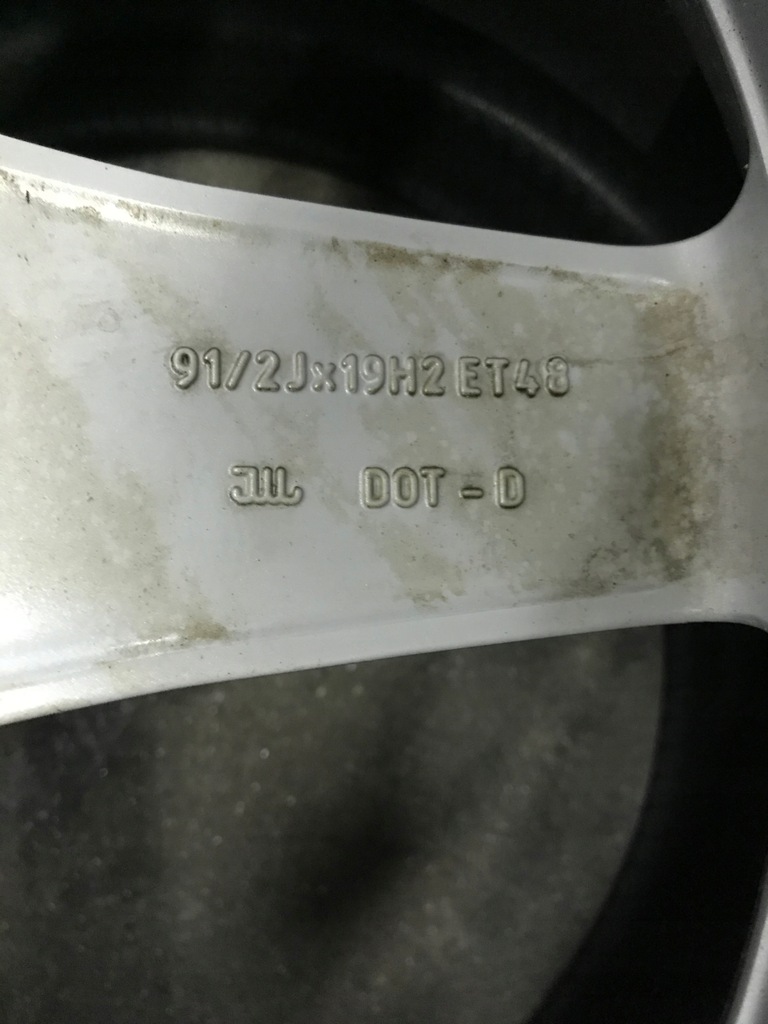 91/2Jx19H2 ET48
JWL DOT - D